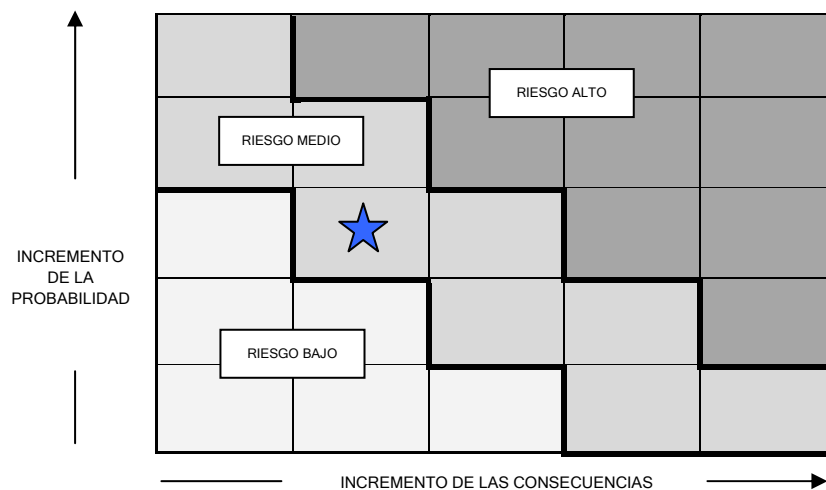 RIESGO ALTO
RIESGO MEDIO
INCREMENTO
DE LA
PROBABILIDAD
RIESGO BAJO
INCREMENTO DE LAS CONSECUENCIAS